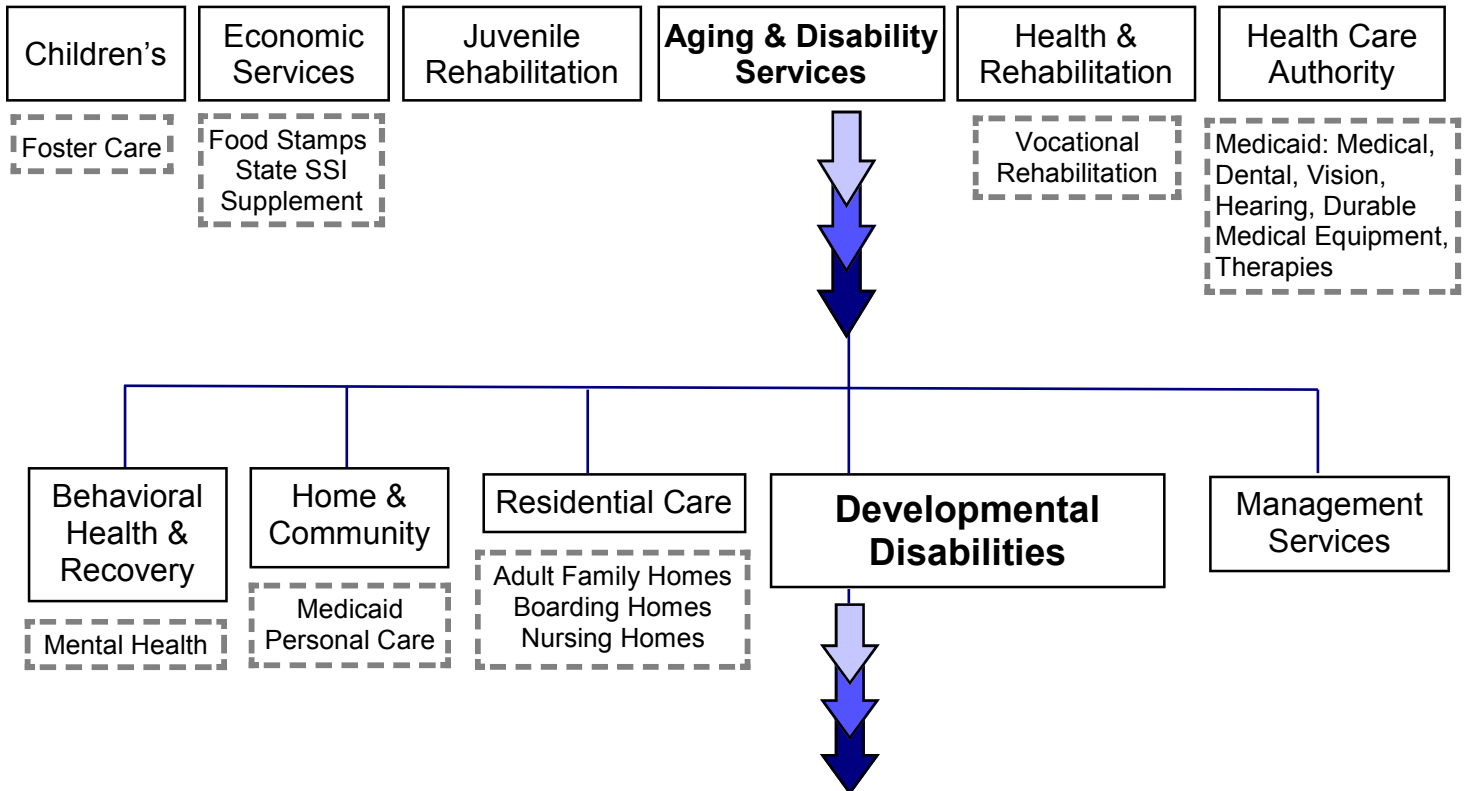 Children’s
Economic
Services
Juvenile
Rehabilitation
Aging & Disability
Services
Health &
Rehabilitation
Health Care
Authority
Foster Care
Food Stamps
State SSI
Supplement
Vocational
Rehabilitation
Medicaid: Medical,
Dental, Vision,
Hearing, Durable
Medical Equipment,
Therapies
Behavioral
Health &
Recovery
Home &
Community
Residential Care
Developmental
Disabilities
Management
Services
Mental Health
Medicaid
Personal Care
Adult Family Homes
Boarding Homes
Nursing Homes